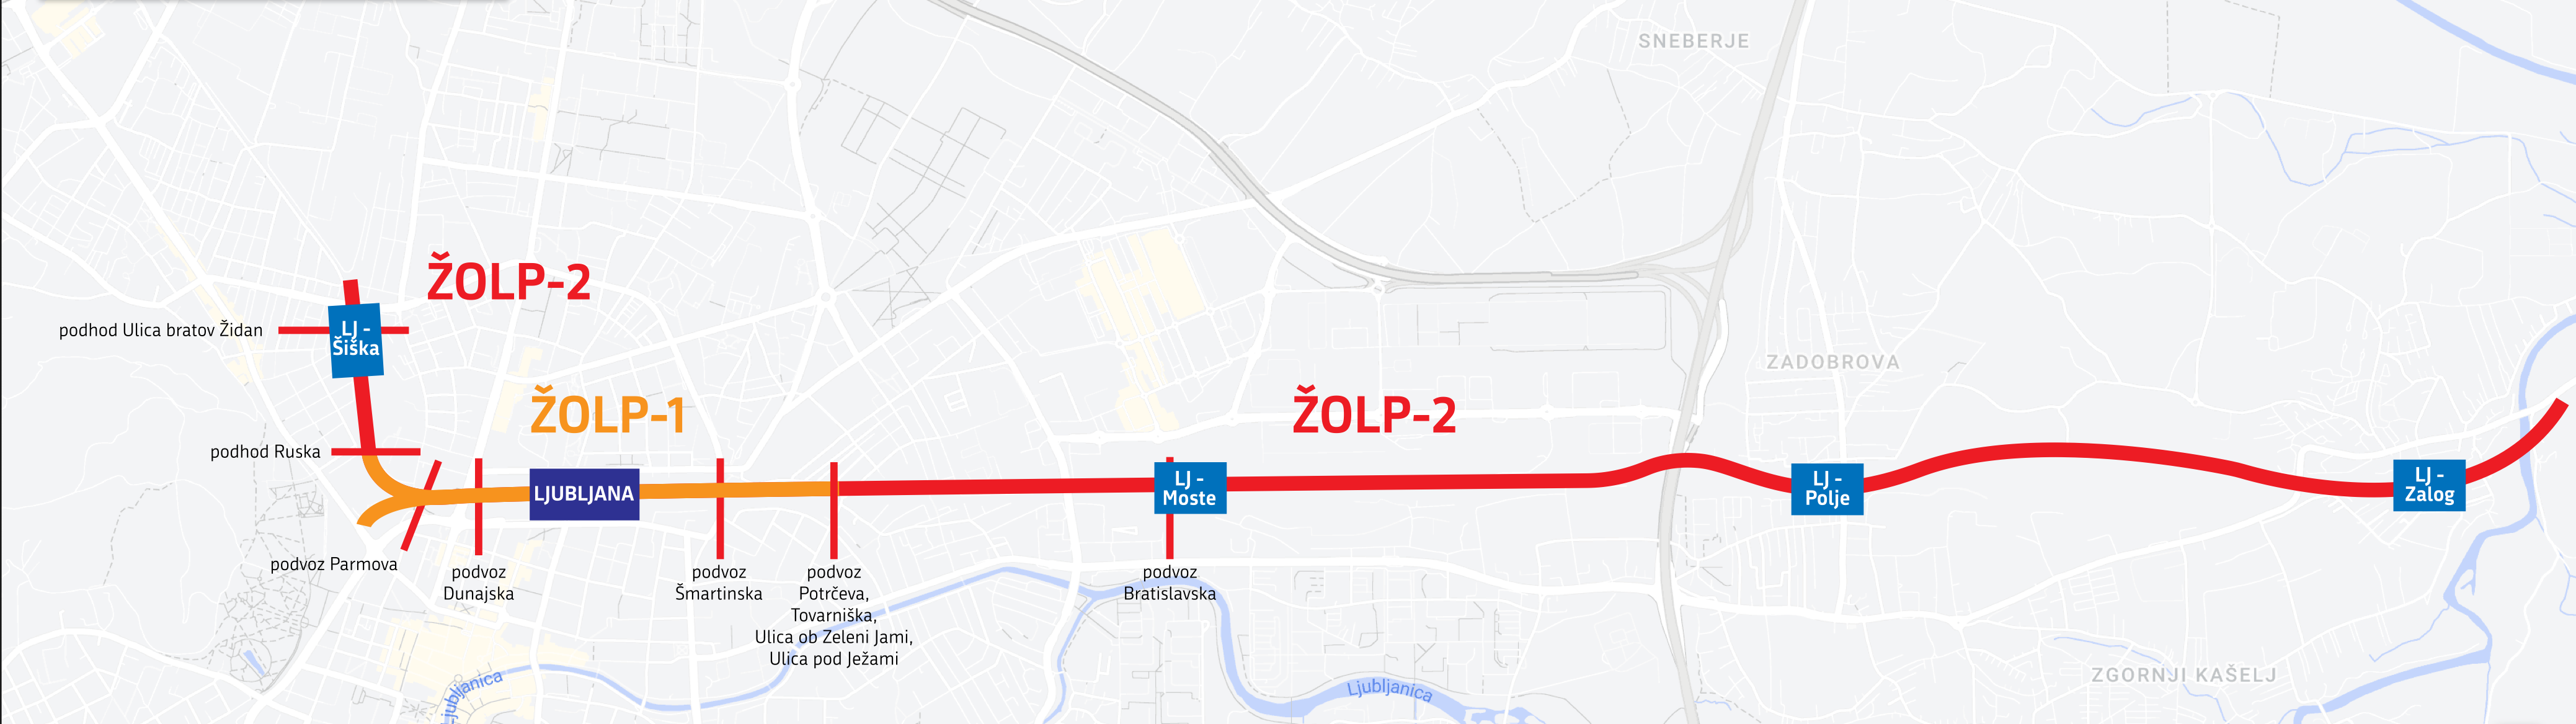 SNEBERJE
ŽOLP-2
podhod Ulica bratov Židan
LJ -
Šiška
ZADOBROVA
ŽOLP-1
ŽOLP-2
podhod Ruska
LJUBLJANA
LJ -
Moste
LJ -
Polje
LJ -
Zalog
podvoz Parmova
podvoz
Dunajska
podvoz
Šmartinska
podvoz
Potrčeva,
Tovarniška,
Ulica ob Zeleni Jami,
Ulica pod Ježami
podvoz
Bratislavska
ZGORNJI KAŠELJ
Ljubljanica
Ljubljanica